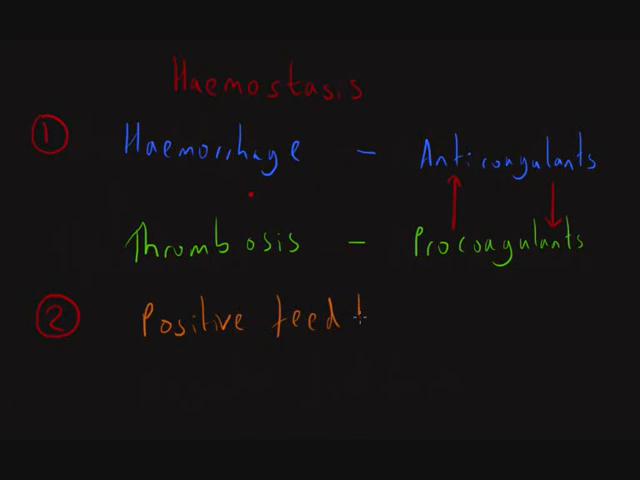 Haemostasis
1 Haemorrhage - Anticoagulants
Thrombosis - Procoagulants
2 Positive feed